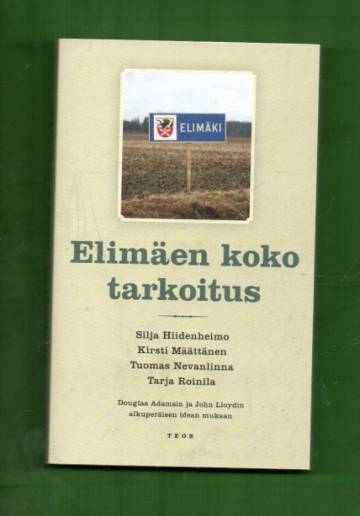 ELIMÄKI
Elimäen koko
tarkoitus
Silja Hiidenheimo
Kirsti Määttänen
Tuomas Nevanlinna
Tarja Roinila
Douglas Adamsin ja John Lloydin
alkuperäisen idean mukaan
TEOS